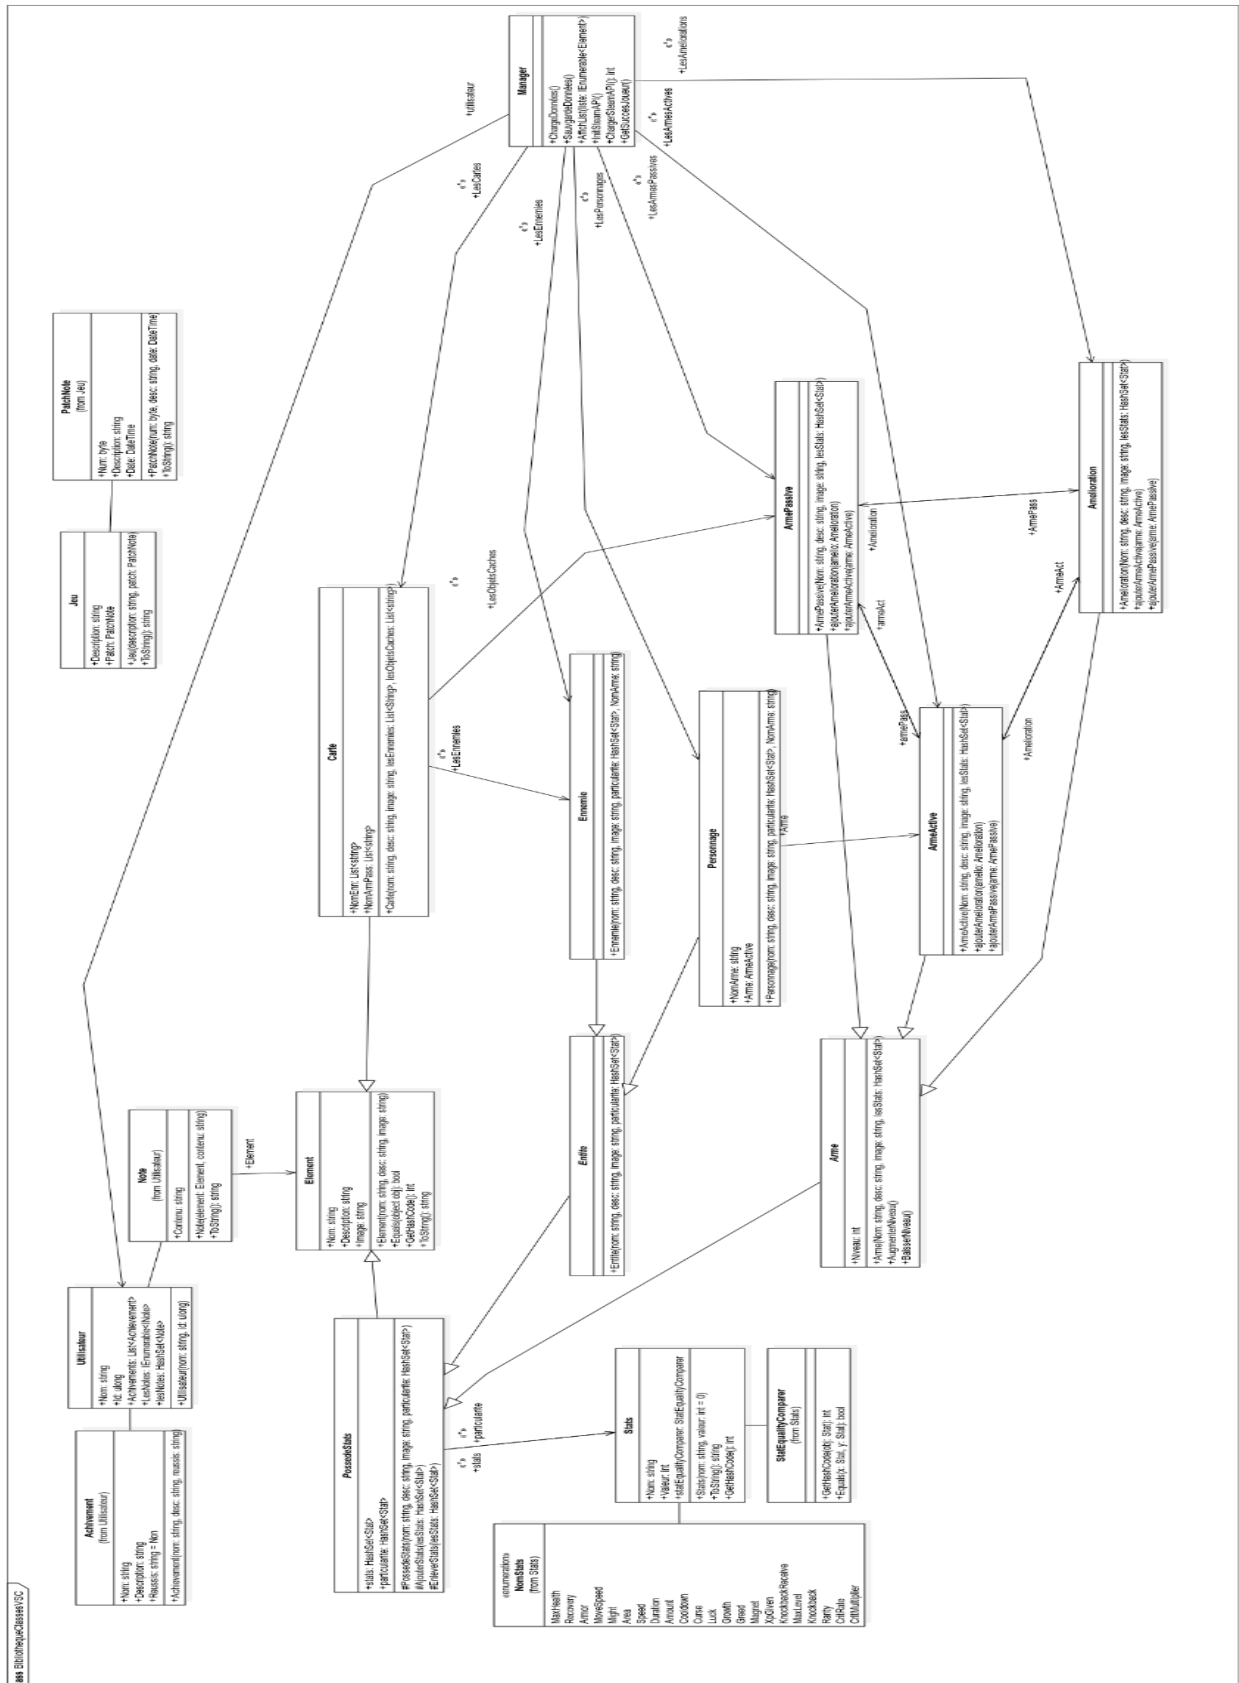 ass BibliothequeClassesVSC
Achivement
(from Utilisateur)
+Nom: string
+Description: string
+Reussis: string = Non
+Achievement(nom: string, desc: string, reussis: string)
Utilisateur
+Nom: string
+Id: ulong
+Achivements: List<Achievement>
+LesNotes: IEnumerable<INote>
+lesNotes: HashSet<Note>
+Utilisateur(nom: string, id: ulong)
Note
(from Utilisateur)
+Contenu: string
+Note(element: Element, contenu: string)
+ToString(): string
+Element
Jeu
+Description: string
+Patch: PatchNote
+Jeu(description: string, patch: PatchNote)
+ToString(): string
PatchNote
(from Jeu)
+Num: byte
+Description: string
+Date: DateTime
+PatchNote(num: byte, desc: string, date: DateTime)
+ToString(): string
+utilisateur
Manager
+ChargeDonnées()
+SauvgardeDonnées()
+AffichList(liste: IEnumerable<Element>)
+InitSteamAPI()
+ChargerSteamAPI(): int
+GetSuccesJoueur()
«*»
+LesCartes
«*»
+LesEnnemies
«*»
+LesPersonnages
«*»
+LesArmesPassives
«*»
+LesArmesActives
«*»
+LesAmeliorations
PossedeStats
+stats: HashSet<Stat>
+particularite: HashSet<Stat>
#PossedeStats(nom: string, desc: string, image: string, particularite: HashSet<Stat>)
#AjouterStats(lesStats: HashSet<Stat>)
#EnleverStats(lesStats: HashSet<Stat>)
«*»
+stats
«*»
+particularite
Element
+Nom: string
+Description: string
+Image: string
+Element(nom: string, desc: string, image: string)
+Equals(object obj): bool
+GetHashCode(): int
+ToString(): string
Carte
+NomEnn: List<string>
+NomArmPass: List<string>
+Carte(nom: string, desc: string, image: string, lesEnnemies: List<String>, lesObjetsCaches: List<string>)
«*»
+LesEnnemies
«*»
+LesObjetsCaches
«enumeration»
NomStats
(from Stats)
MaxHealth
Recovery
Armor
MoveSpeed
Might
Area
Speed
Duration
Amount
Cooldown
Curse
Luck
Growth
Greed
Magnet
XpGiven
KnockbackReceive
MaxLevel
Knockback
Rarity
CritRate
CritMultiplier
Stats
+Nom: string
+Valeur: int
+statEqualityComparer: StatEqualityComparer
+Stats(nom: string, valeur: int = 0)
+ToString(): string
+GetHashCode(): int
StatEqualityComparer
(from Stats)
+GetHashCode(obj: Stat): int
+Equals(x: Stat, y: Stat): bool
Entite
+Entite(nom: string, desc: string, image: string, particularite: HashSet<Stat>)
Ennemie
+Ennemie(nom: string, desc: string, image: string, particularite: HashSet<Stat>, NomArme: string)
Personnage
+NomArme: string
+Arme: ArmeActive
+Personnage(nom: string, desc: string, image: string, particularite: HashSet<Stat>, NomArme: string)
+Arme
Arme
+Niveau: int
+Arme(Nom: string, desc: string, image: string, lesStats: HashSet<Stat>)
+AugmenterNiveau()
+BaisserNiveau()
ArmePassive
+ArmePassive(Nom: string, desc: string, image: string, lesStats: HashSet<Stat>)
+ajouterAmelioration(amelio: Amelioration)
+ajouterArmeActive(arme: ArmeActive)
+armeAct
+Amelioration
ArmeActive
+ArmeActive(Nom: string, desc: string, image: string, lesStats: HashSet<Stat>)
+ajouterAmelioration(amelio: Amelioration)
+ajouterArmePassive(arme: ArmePassive)
+armePass
+Amelioration
Amelioration
+Amelioration(Nom: string, desc: string, image: string, lesStats: HashSet<Stat>)
+ajouterArmeActive(arme: ArmeActive)
+ajouterArmePassive(arme: ArmePassive)
+ArmeAct
+ArmePass